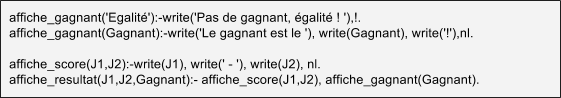 affiche_gagnant('Egalité'):-write('Pas de gagnant, égalité ! '),!.
affiche_gagnant(Gagnant):-write('Le gagnant est le '), write(Gagnant), write('!'),nl.
affiche_score(J1,J2):-write(J1), write(' - '), write(J2), nl.
affiche_resultat(J1,J2,Gagnant):- affiche_score(J1,J2), affiche_gagnant(Gagnant).